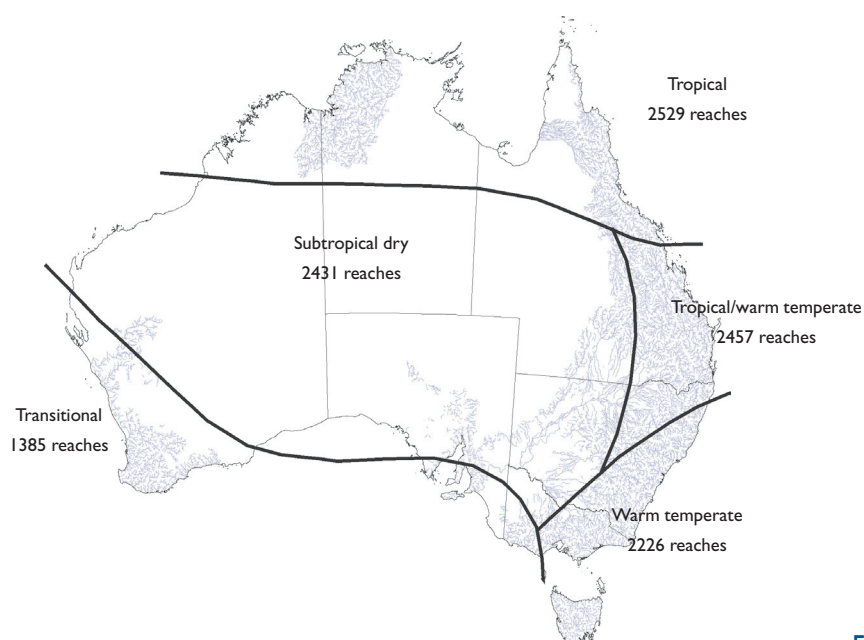 Tropical
2529 reaches
Subtropical dry
2431 reaches
Tropical/warm temperate
2457 reaches
Transitional
1385 reaches
Warm temperate
2226 reaches